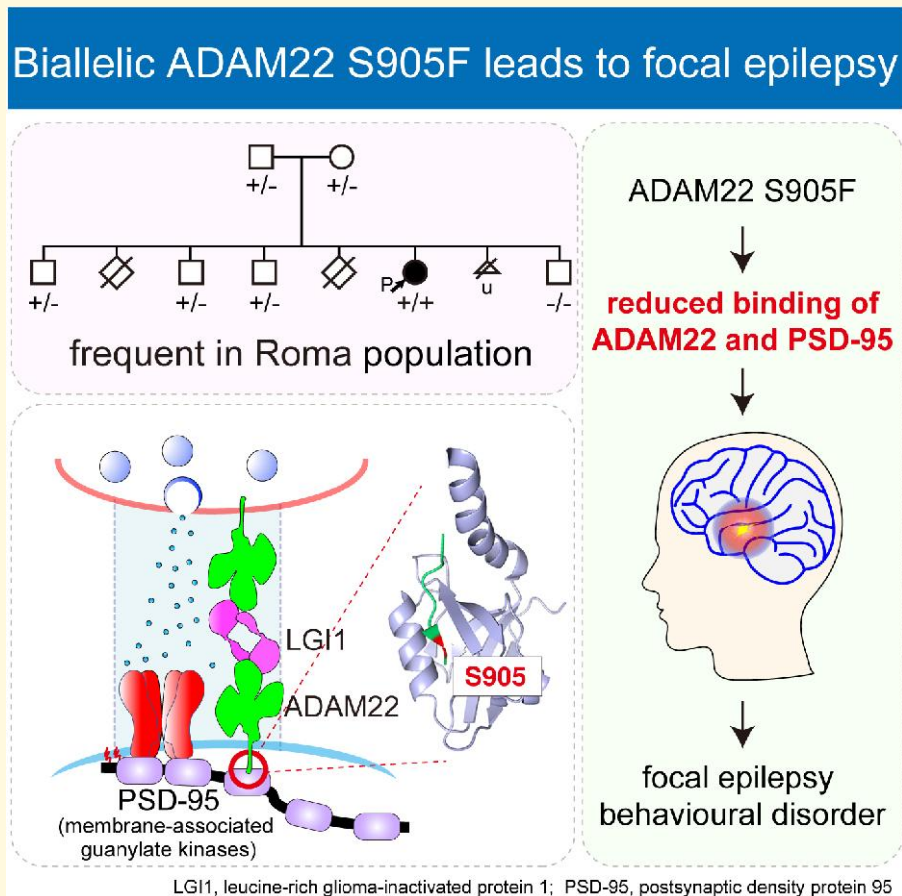 Biallelic ADAM22 S905F leads to focal epilepsy
+/-
+/-
P
u
+/-
+/-
+/-
+/+
-/-
frequent in Roma population
LGI1
ADAM22
S905
PSD-95
(membrane-associated
guanylate kinases)
ADAM22 S905F
reduced binding of
ADAM22 and PSD-95
focal epilepsy
behavioural disorder
LGI1, leucine-rich glioma-inactivated protein 1; PSD-95, postsynaptic density protein 95